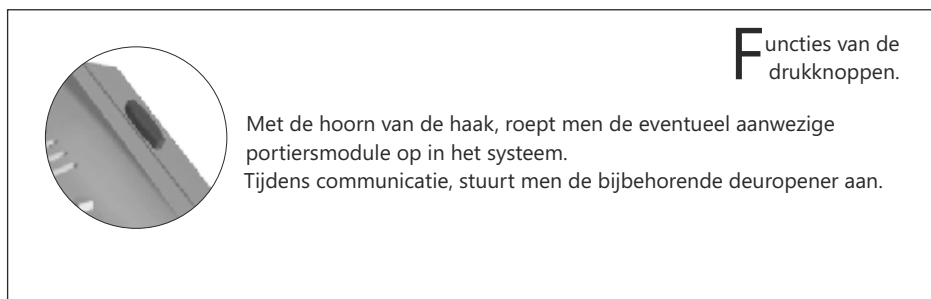 Functies van de
drukknoppen.
Met de hoorn van de haak, roept men de eventueel aanwezige
portiersmodule op in het systeem.
Tijdens communicatie, stuurt men de bijbehorende deuropener aan.